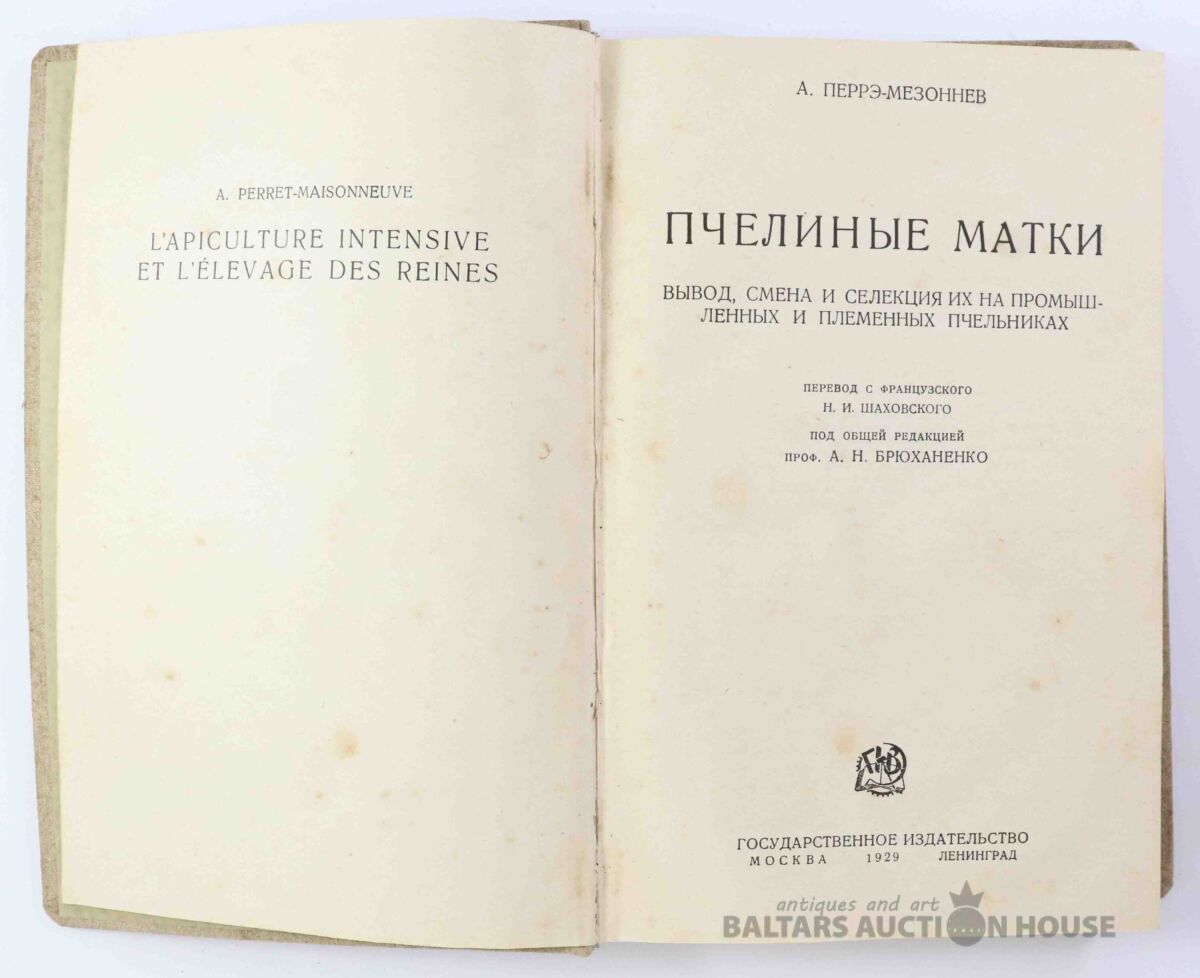 А. PERRET-MAISONNEUVE
L'APICULTURE INTENSIVE
ET L'ÉLEVAGE DES REINES
А. ПЕРРЭ-МЕЗОННЕВ
ПЧЕЛИНЫЕ МАТКИ
ВЫВОД, СМЕНА И СЕЛЕКЦИЯ ИХ НА ПРОМЫШ-
ЛЕННЫХ И ПЛЕМЕННЫХ ПЧЕЛЬНИКАХ
ПЕРЕВОД С ФРАНЦУЗСКОГО
Н. И. ШАХОВСКОГО
ПОД ОБЩЕЙ РЕДАКЦИЕЙ
ПРОФ. А. Н. БРЮХАНЕНКО
ГОСУДАРСТВЕННОЕ ИЗДАТЕЛЬСТВО
МОСКВА 1929 ЛЕНИНГРАД
antiques and art
BALTARS AUCTION HOUSE